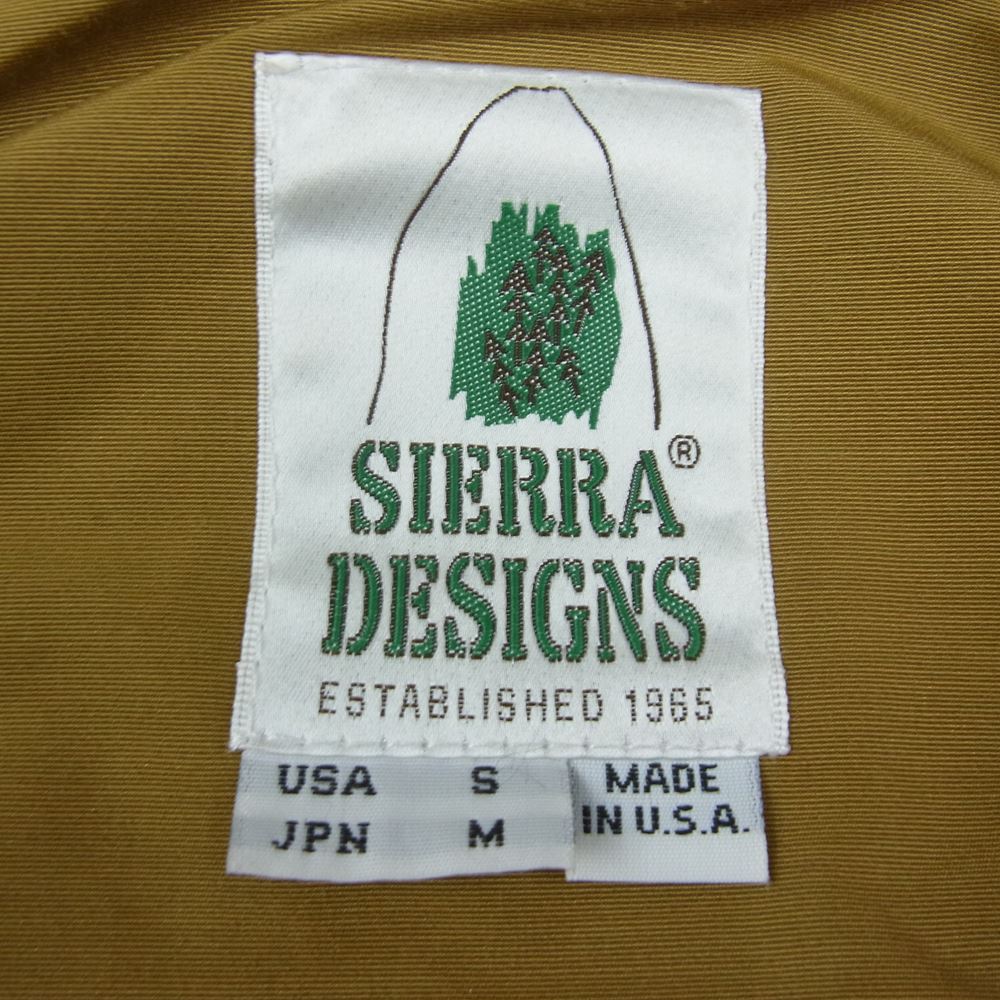 SIERRA®
DESIGNS
ESTABLISHED 1965
USA S
JPN M
MADE
IN U.S.A.